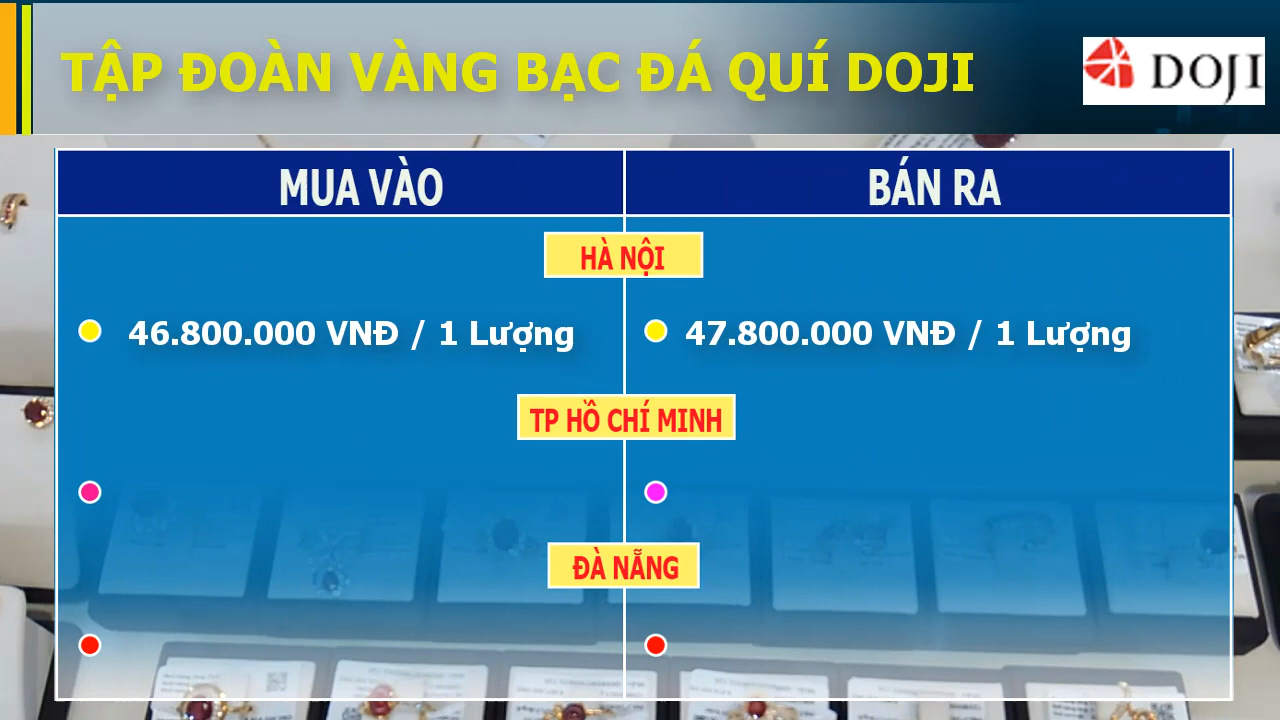 TẬP ĐOÀN VÀNG BẠC ĐÁ QUÍ DOJI
DOJI
MUA VÀO
BÁN RA
HÀ NỘI
46.800.000 VNĐ / 1 Lượng
47.800.000 VNĐ / 1 Lượng
TP HỒ CHÍ MINH
ĐÀ NẴNG